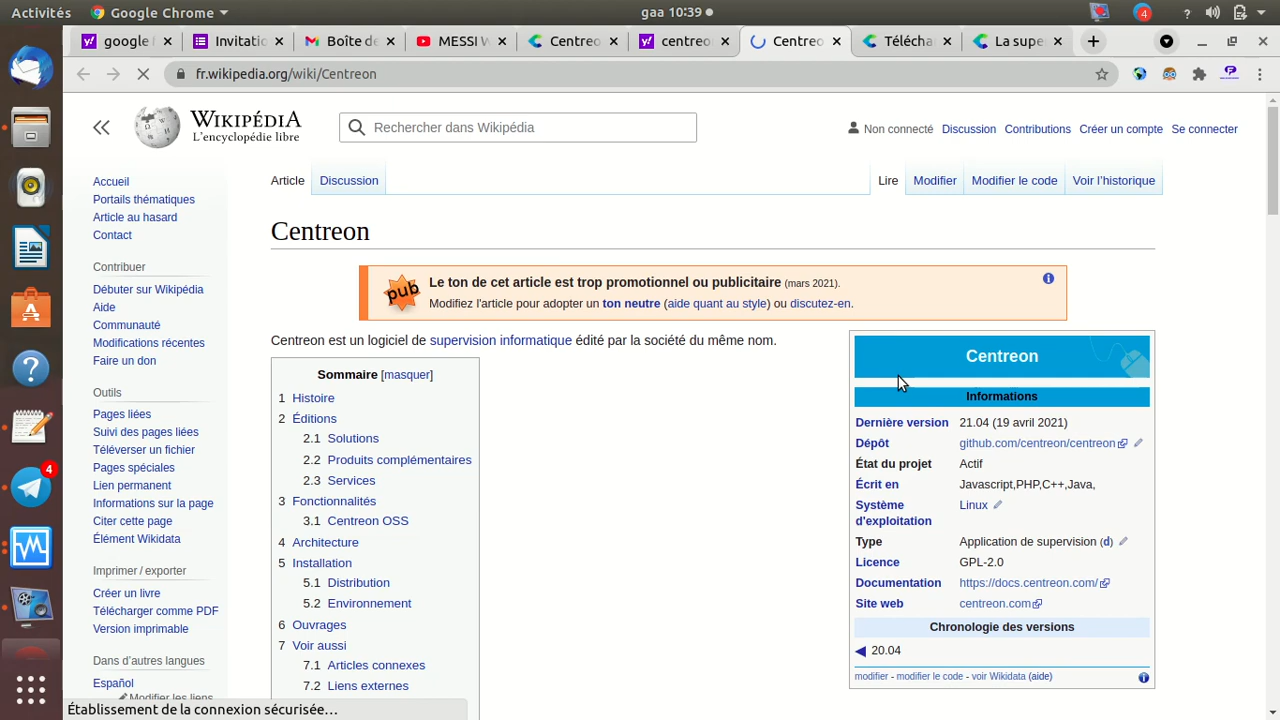 Activités
Google Chrome
gaa 10:39
4
google
Invitatio
Boîte de
MESSI W
Centreo
centreo
Centreo
Télécha
La supe
fr.wikipedia.org/wiki/Centreon
WIKIPÉDIA
L'encyclopédie libre
Rechercher dans Wikipédia
Non connecté
Discussion
Contributions
Créer un compte
Se connecter
Article
Discussion
Lire
Modifier
Modifier le code
Voir l'historique
Accueil
Portails thématiques
Article au hasard
Contact
Contribuer
Débuter sur Wikipédia
Aide
Communauté
Modifications récentes
Faire un don
Outils
Pages liées
Suivi des pages liées
Téléverser un fichier
Pages spéciales
Lien permanent
Informations sur la page
Citer cette page
Élément Wikidata
Imprimer / exporter
Créer un livre
Télécharger comme PDF
Version imprimable
Dans d'autres langues
Español
Modifier les liens
Centreon
pub
Le ton de cet article est trop promotionnel ou publicitaire (mars 2021).
Modifiez l'article pour adopter un ton neutre (aide quant au style) ou discutez-en.
Centreon est un logiciel de supervision informatique édité par la société du même nom.
Sommaire [masquer]
1 Histoire
2 Éditions
2.1 Solutions
2.2 Produits complémentaires
2.3 Services
3 Fonctionnalités
3.1 Centreon OSS
4 Architecture
5 Installation
5.1 Distribution
5.2 Environnement
6 Ouvrages
7 Voir aussi
7.1 Articles connexes
7.2 Liens externes
Centreon
Informations
Dernière version 21.04 (19 avril 2021)
Dépôt github.com/centreon/centreon
État du projet Actif
Écrit en Javascript,PHP,C++,Java,
Système d'exploitation Linux
Type Application de supervision (d)
Licence GPL-2.0
Documentation https://docs.centreon.com/
Site web centreon.com
Chronologie des versions
20.04
modifier - modifier le code - voir Wikidata (aide)
4
Établissement de la connexion sécurisée…